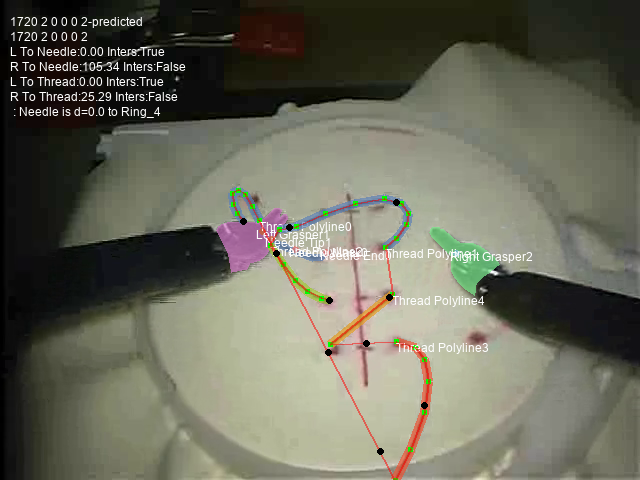 1720 2 0 0 0 2-predicted
1720 2 0 0 0 2
L To Needle:0.00 Inters:True
R To Needle:105.34 Inters:False
L To Thread:0.00 Inters:True
R To Thread:25.29 Inters:False
: Needle is d=0.0 to Ring_4
Polyline0
Left Grasper1
Needle Tip1
Needle End
Thread Polyline
Right Grasper2
Thread Polyline4
Thread Polyline3